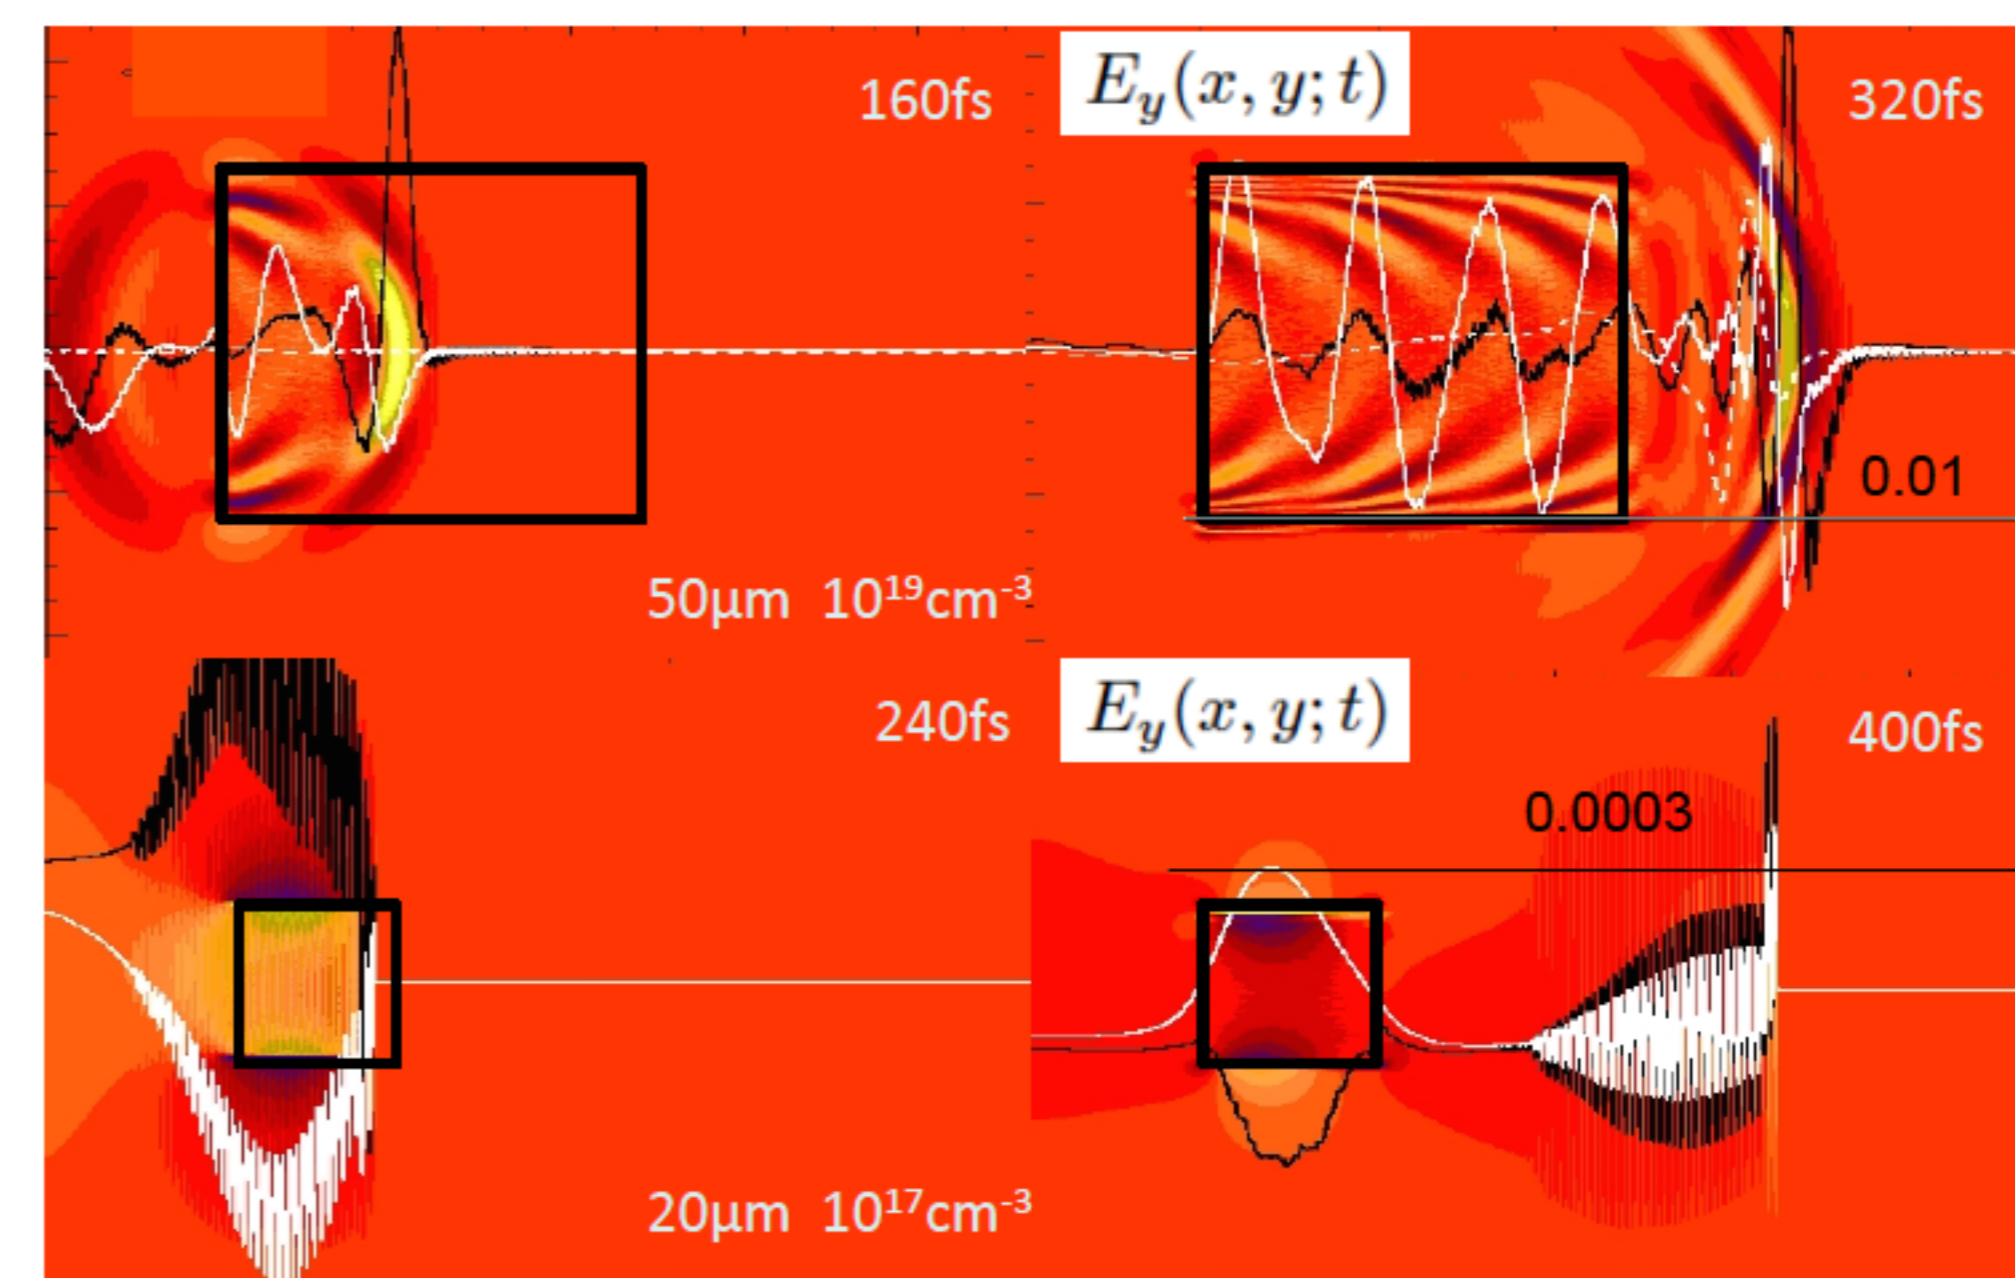 160fs
E_y(x, y; t)
320fs
0.01
50μm 10¹⁹cm⁻³
240fs
E_y(x, y; t)
400fs
0.0003
20μm 10¹⁷cm⁻³